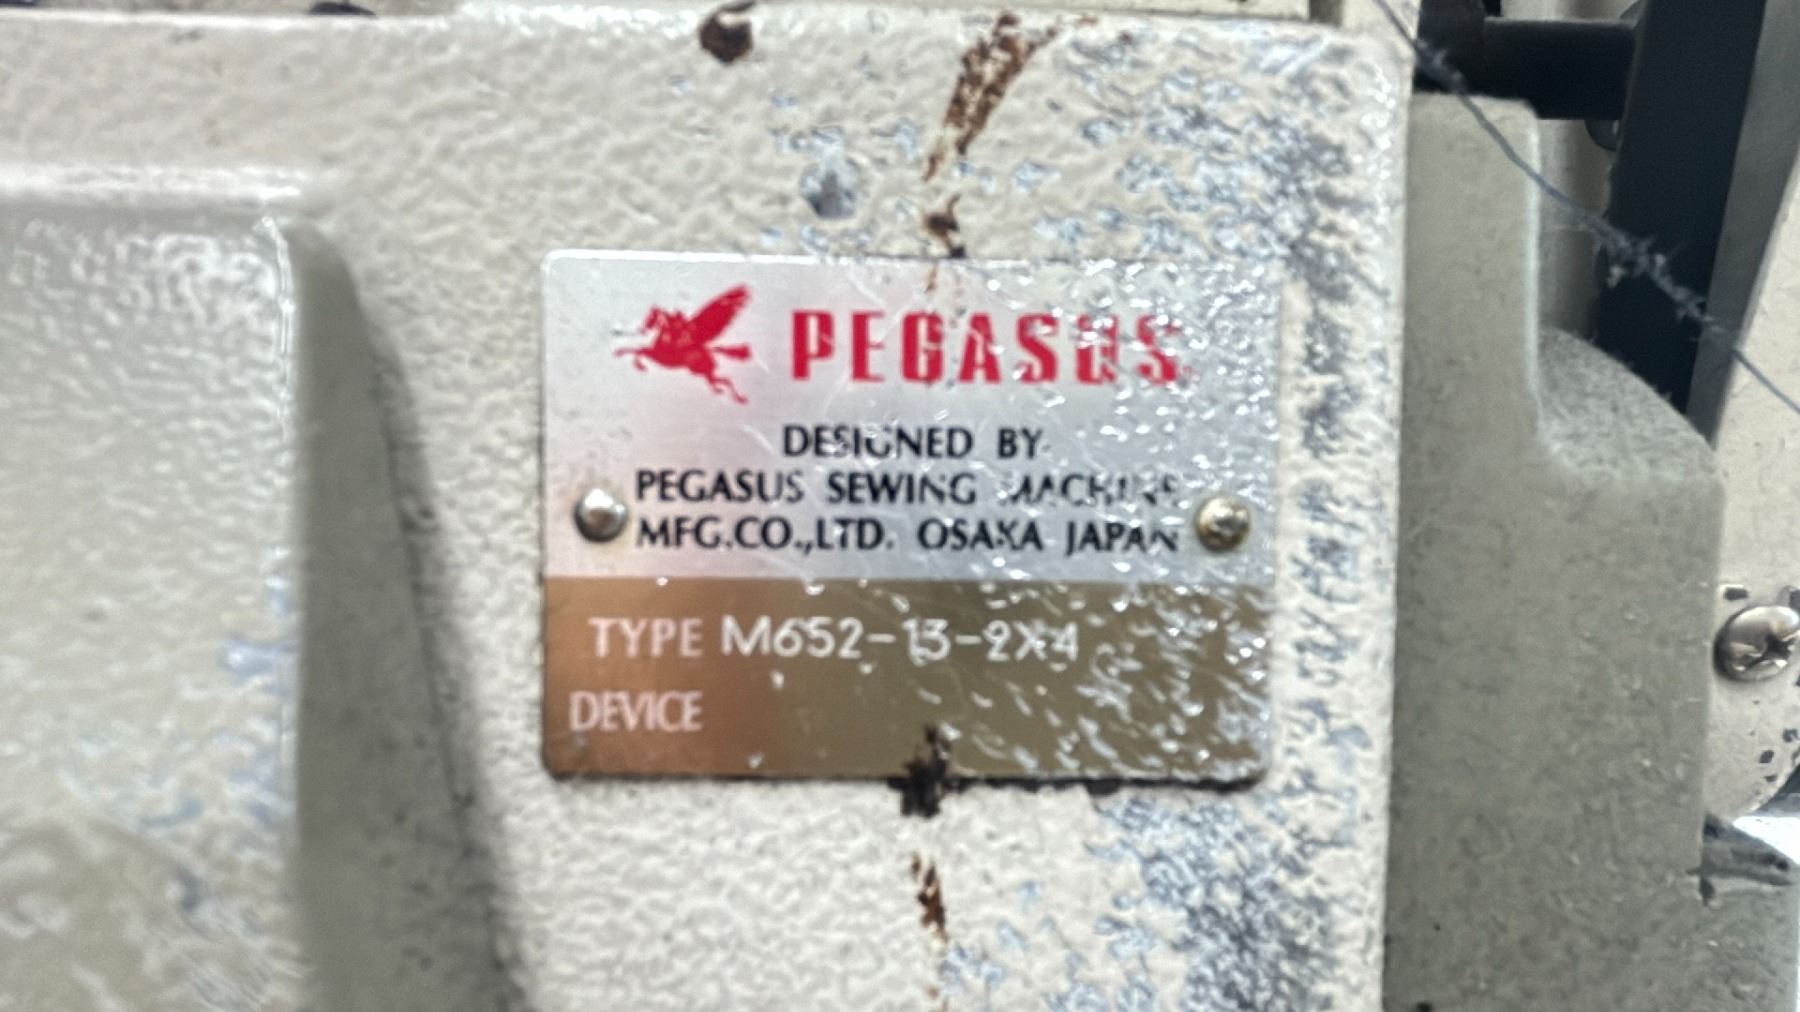 PEGASUS
DESIGNED BY
PEGASUS SEWING MACHINE
MFG.CO.,LTD. OSAKA JAPAN
TYPE M652-13-2X4
DEVICE